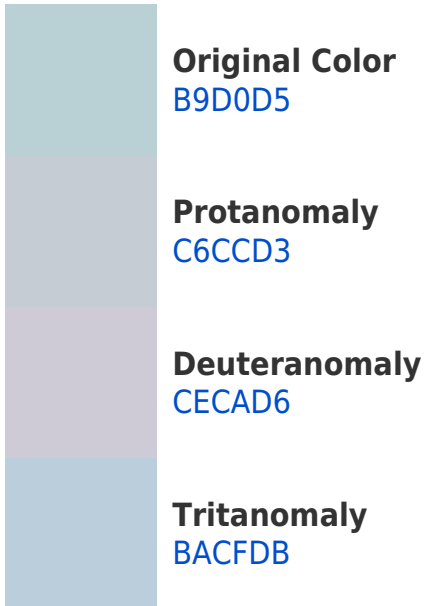 Original Color
B9D0D5
Protanomaly
C6CCD3
Deuteranomaly
CECAD6
Tritanomaly
BACFDB